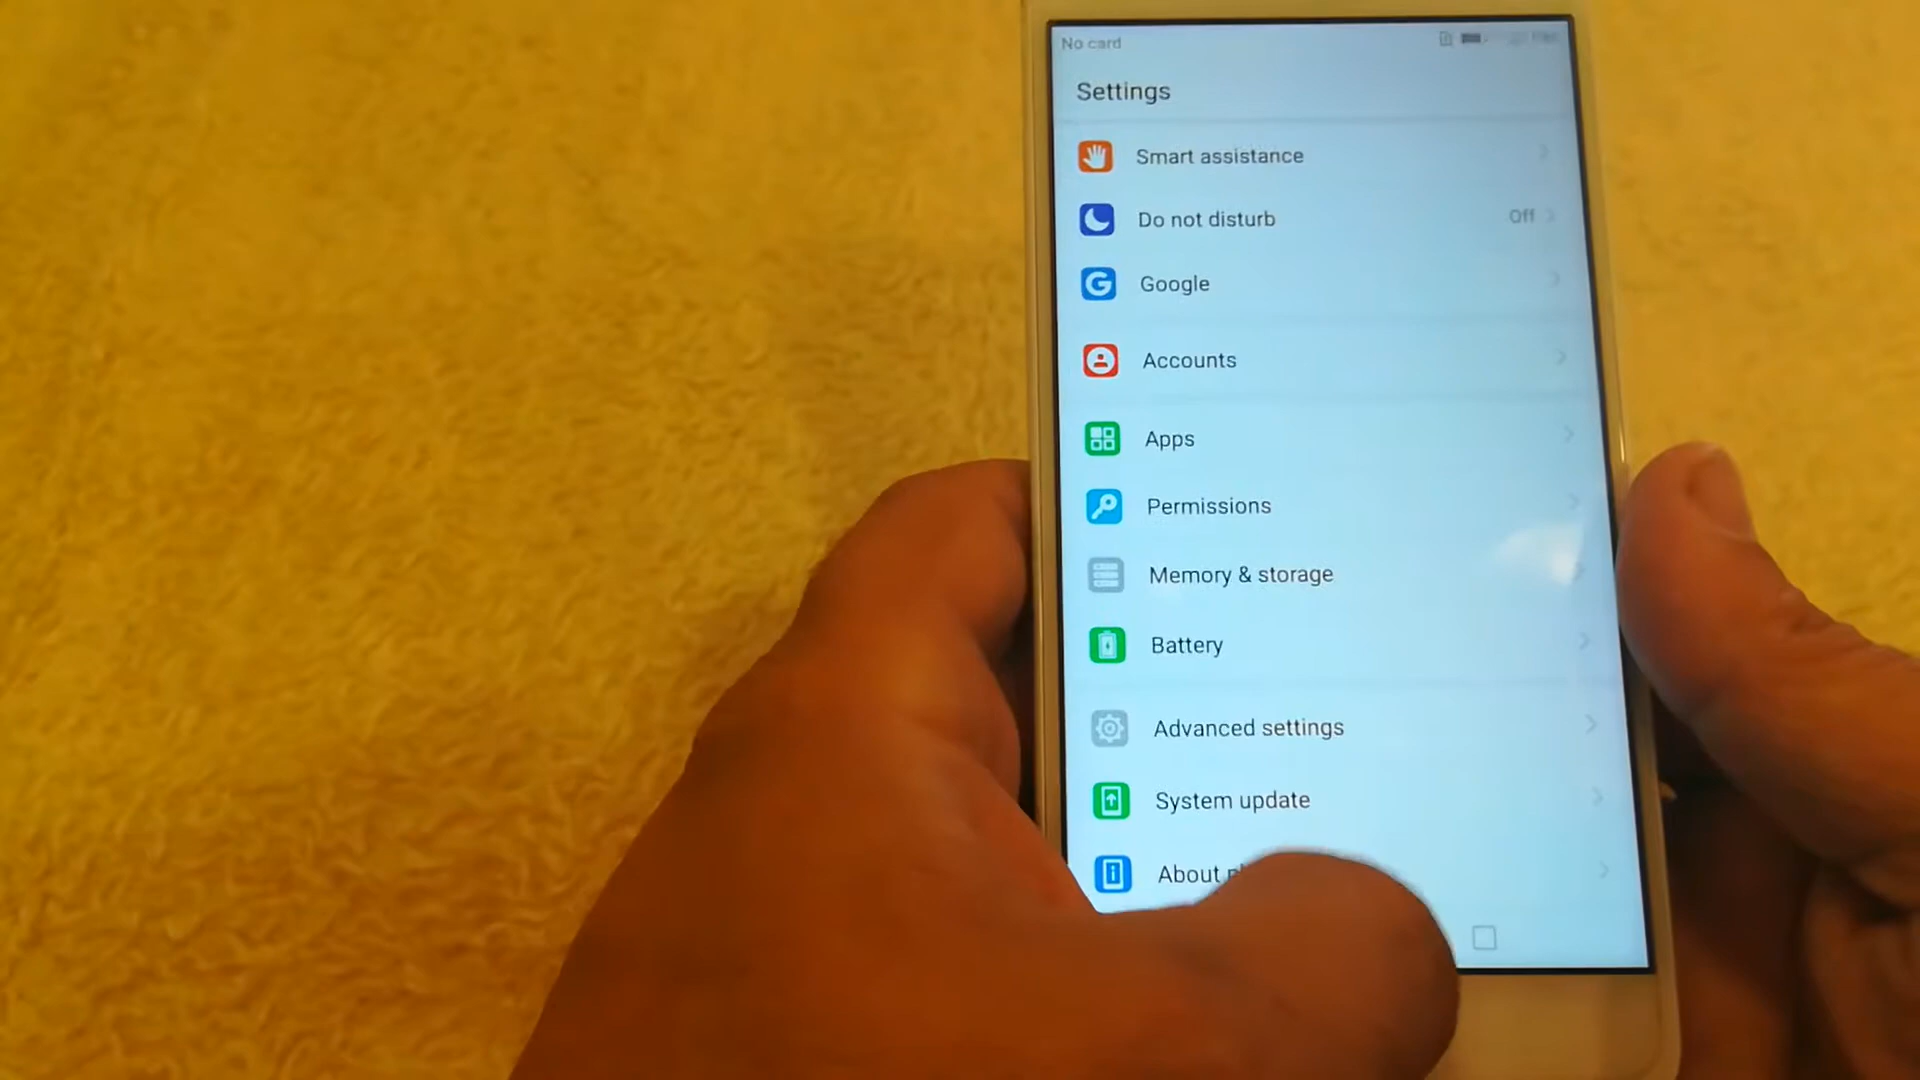 No card
Settings
Smart assistance
Do not disturb
Off
Google
Accounts
Apps
Permissions
Memory & storage
Battery
Advanced settings
System update
About